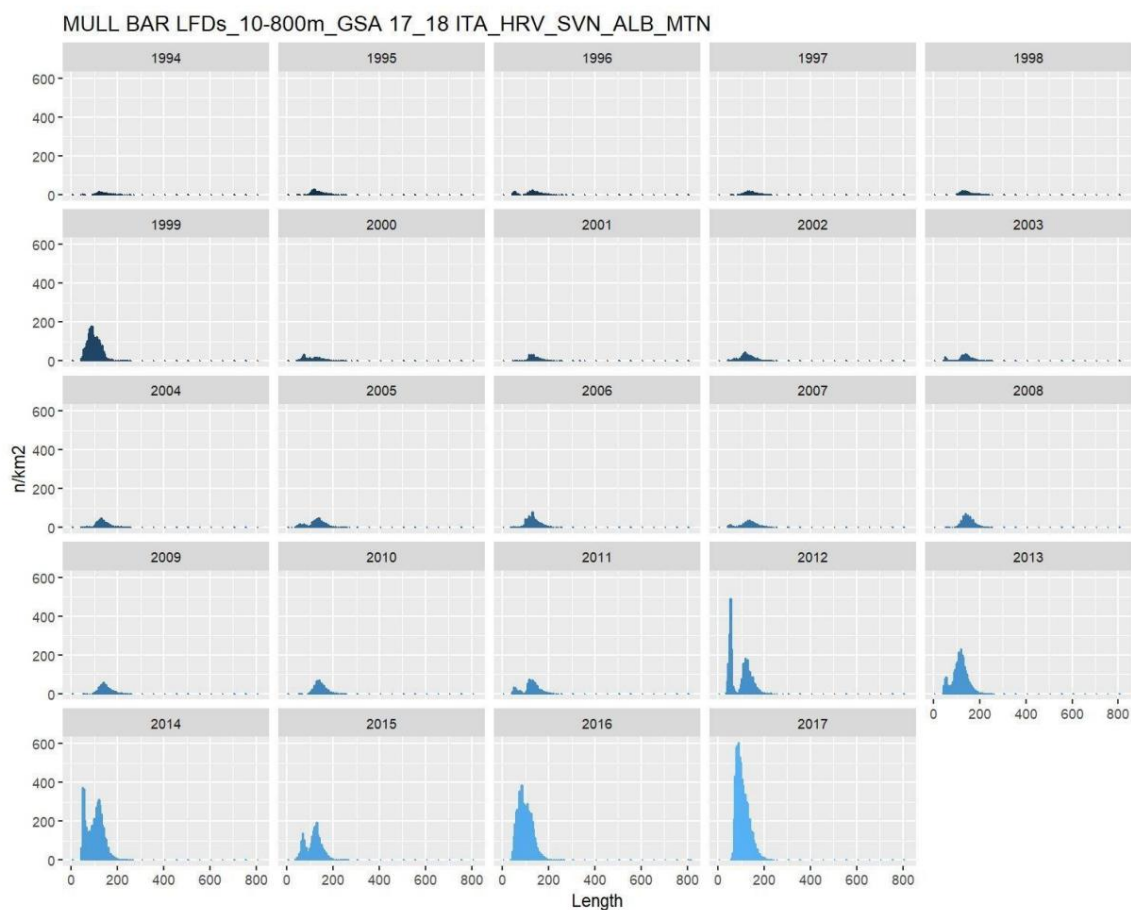 MULL BAR LFDs_10-800m_GSA 17_18 ITA_HRV_SVN_ALB_MTN
1994 1995 1996 1997 1998
600
400
200
0
1999 2000 2001 2002 2003
600
400
200
0
2004 2005 2006 2007 2008
600
400
n/km2
200
0
2009 2010 2011 2012 2013
600
400
200
0
0 200 400 600 800
2014 2015 2016 2017
600
400
200
0
0 200 400 600 800 0 200 400 600 800 0 200 400 600 800 0 200 400 600 800
Length